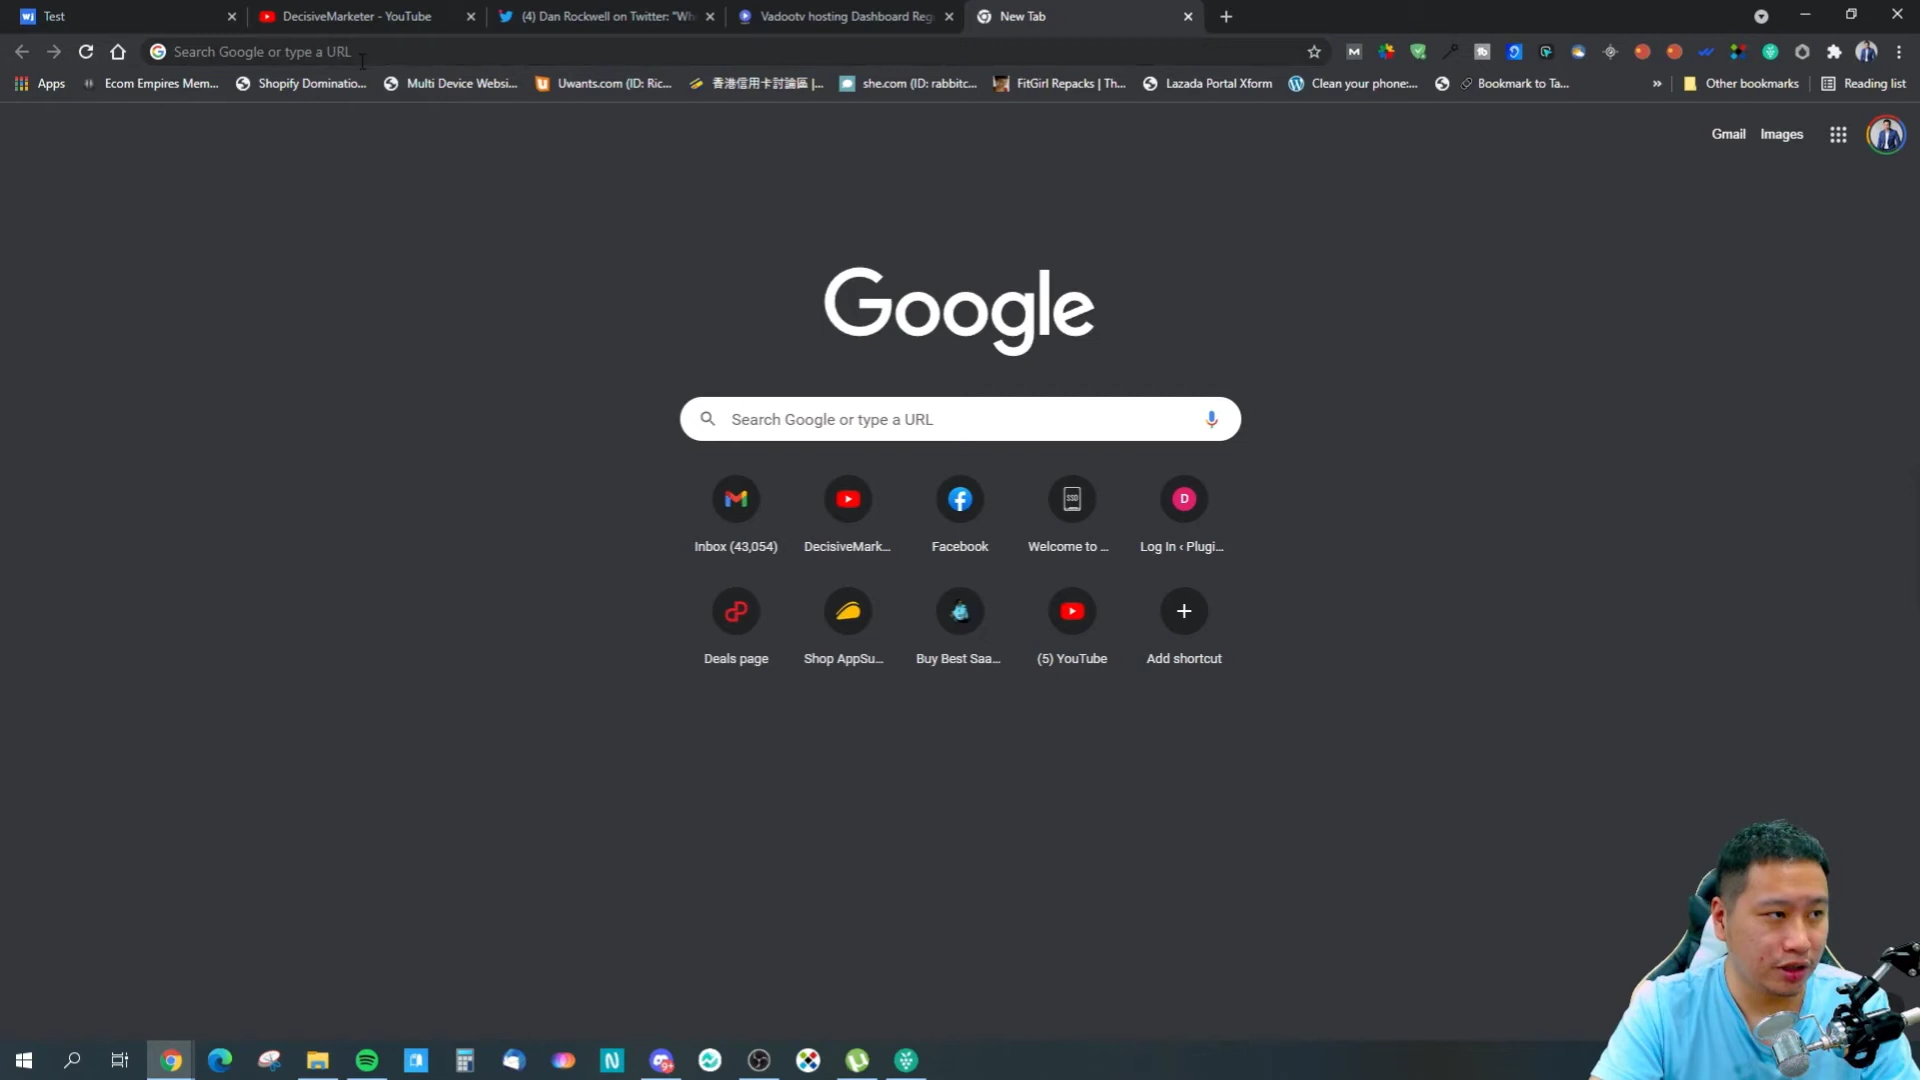 Test
DecisiveMarketer - YouTube
(4) Dan Rockwell on Twitter: "Wh
Vadootv hosting Dashboard Reg
New Tab
Search Google or type a URL
Apps
Ecom Empires Mem...
Shopify Dominatio...
Multi Device Websi...
Uwants.com (ID: Ric...
香港信用卡討論區 |...
she.com (ID: rabbitc...
FitGirl Repacks | Th...
Lazada Portal Xform
Clean your phone:...
Bookmark to Ta...
»
Other bookmarks
Reading list
Gmail
Images
Google
Search Google or type a URL
Inbox (43,054)
DecisiveMark...
Facebook
Welcome to ...
Log In ‹ Plugi...
Deals page
Shop AppSu...
Buy Best Saa...
(5) YouTube
Add shortcut